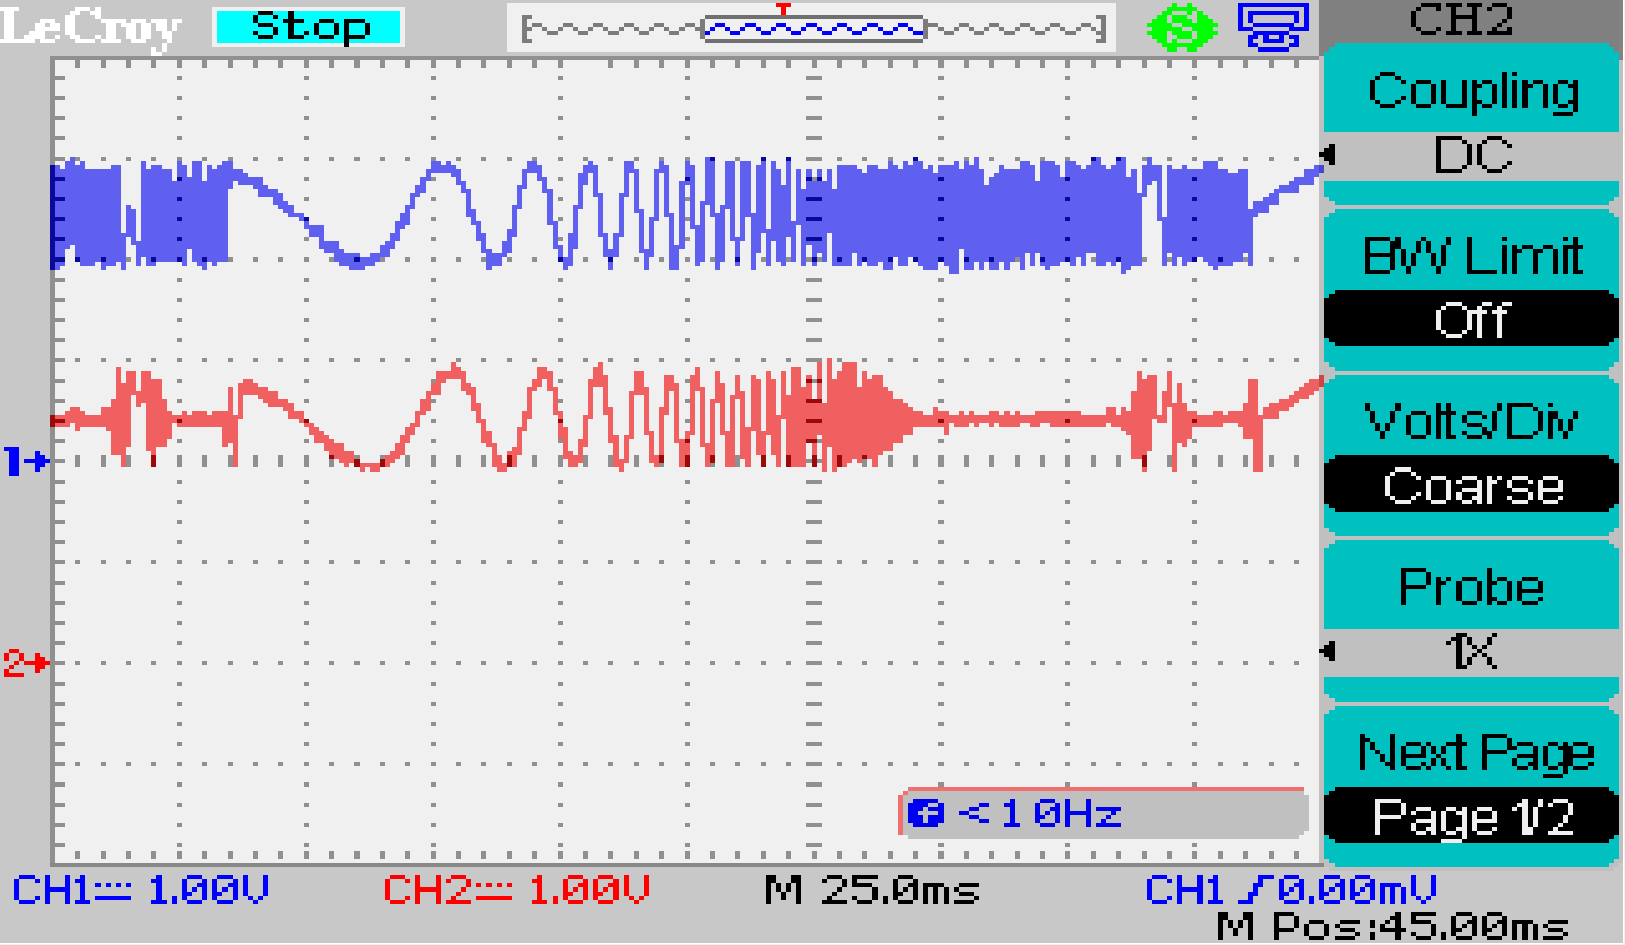 LeCroy Stop T S CH2
Coupling
DC
BW Limit
Off
Volts/Div
Coarse
Probe
1X
Next Page
Page 1/2
1
2
f <10Hz
CH1 1.00V CH2 1.00V M 25.0ms CH1 0.00mV
M Pos:45.00ms